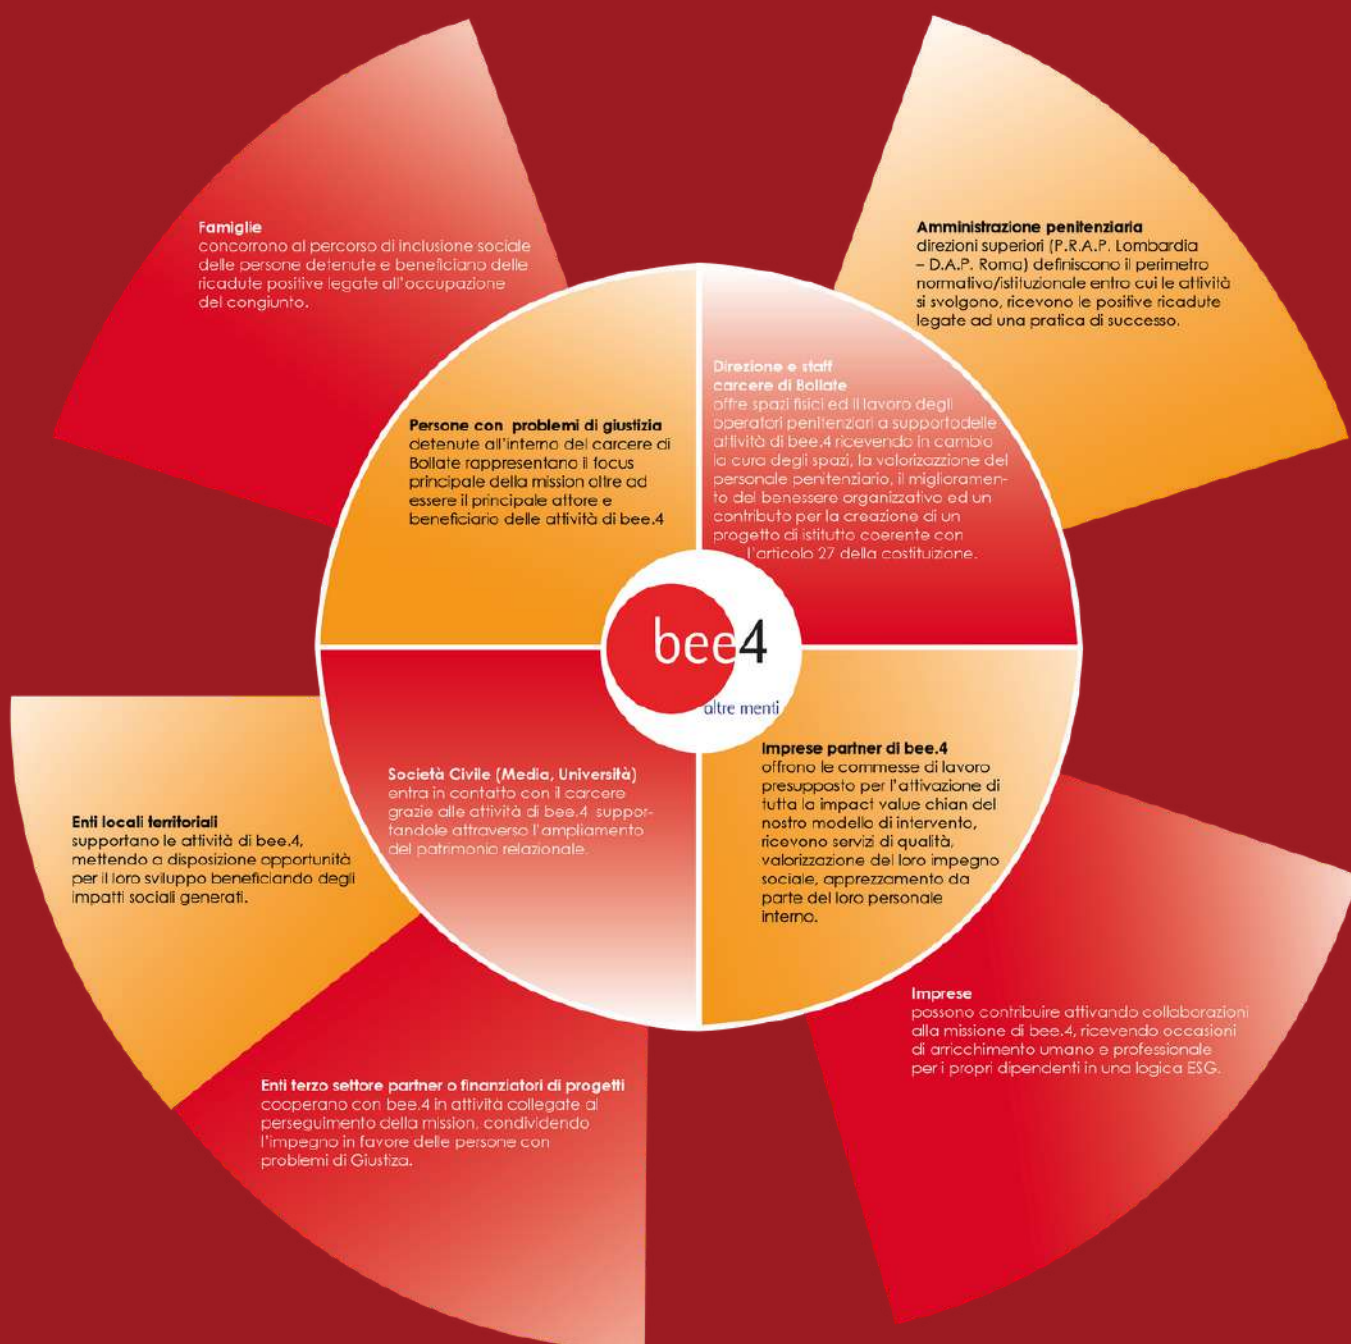 Famiglie
concorrono al percorso di inclusione sociale
delle persone detenute e beneficiano delle
ricadute positive legate all'occupazione
del congiunto.
Amministrazione penitenziaria
direzioni superiori (P.R.A.P. Lombardia
– D.A.P. Roma) definiscono il perimetro
normativo/istituzionale entro cui le attività
si svolgono, ricevono le positive ricadute
legate ad una pratica di successo.
Persone con problemi di giustizia
detenute all'interno del carcere di
Bollate rappresentano il focus
principale della mission oltre ad
essere il principale attore e
beneficiario delle attività di bee.4
Direzione e staff
carcere di Bollate
offre spazi fisici ed il lavoro degli
operatori penitenziari a supportodelle
attività di bee.4 ricevendo in cambio
la cura degli spazi, la valorizazzione del
personale penitenziario, il miglioramen-
to del benessere organizzativo ed un
contributo per la creazione di un
progetto di istitutto coerente con
l'articolo 27 della costituizione.
bee4
altre menti
Società Civile (Media, Università)
entra in contatto con il carcere
grazie alle attività di bee.4 suppor-
tandole attraverso l'ampliamento
del patrimonio relazionale.
Imprese partner di bee.4
offrono le commesse di lavoro
presupposto per l'attivazione di
tutta la impact value chian del
nostro modello di intervento,
ricevono servizi di qualità,
valorizzazione del loro impegno
sociale, apprezzamento da
parte del loro personale
interno.
Enti locali territoriali
supportano le attività di bee.4,
mettendo a disposizione opportunità
per il loro sviluppo beneficiando degli
impatti sociali generati.
Imprese
possono contribuire attivando collaborazioni
alla missione di bee.4, ricevendo occasioni
di arricchimento umano e professionale
per i propri dipendenti in una logica ESG.
Enti terzo settore partner o finanziatori di progetti
cooperano con bee.4 in attività collegate al
perseguimento della mission, condividendo
l'impegno in favore delle persone con
problemi di Giustiza.